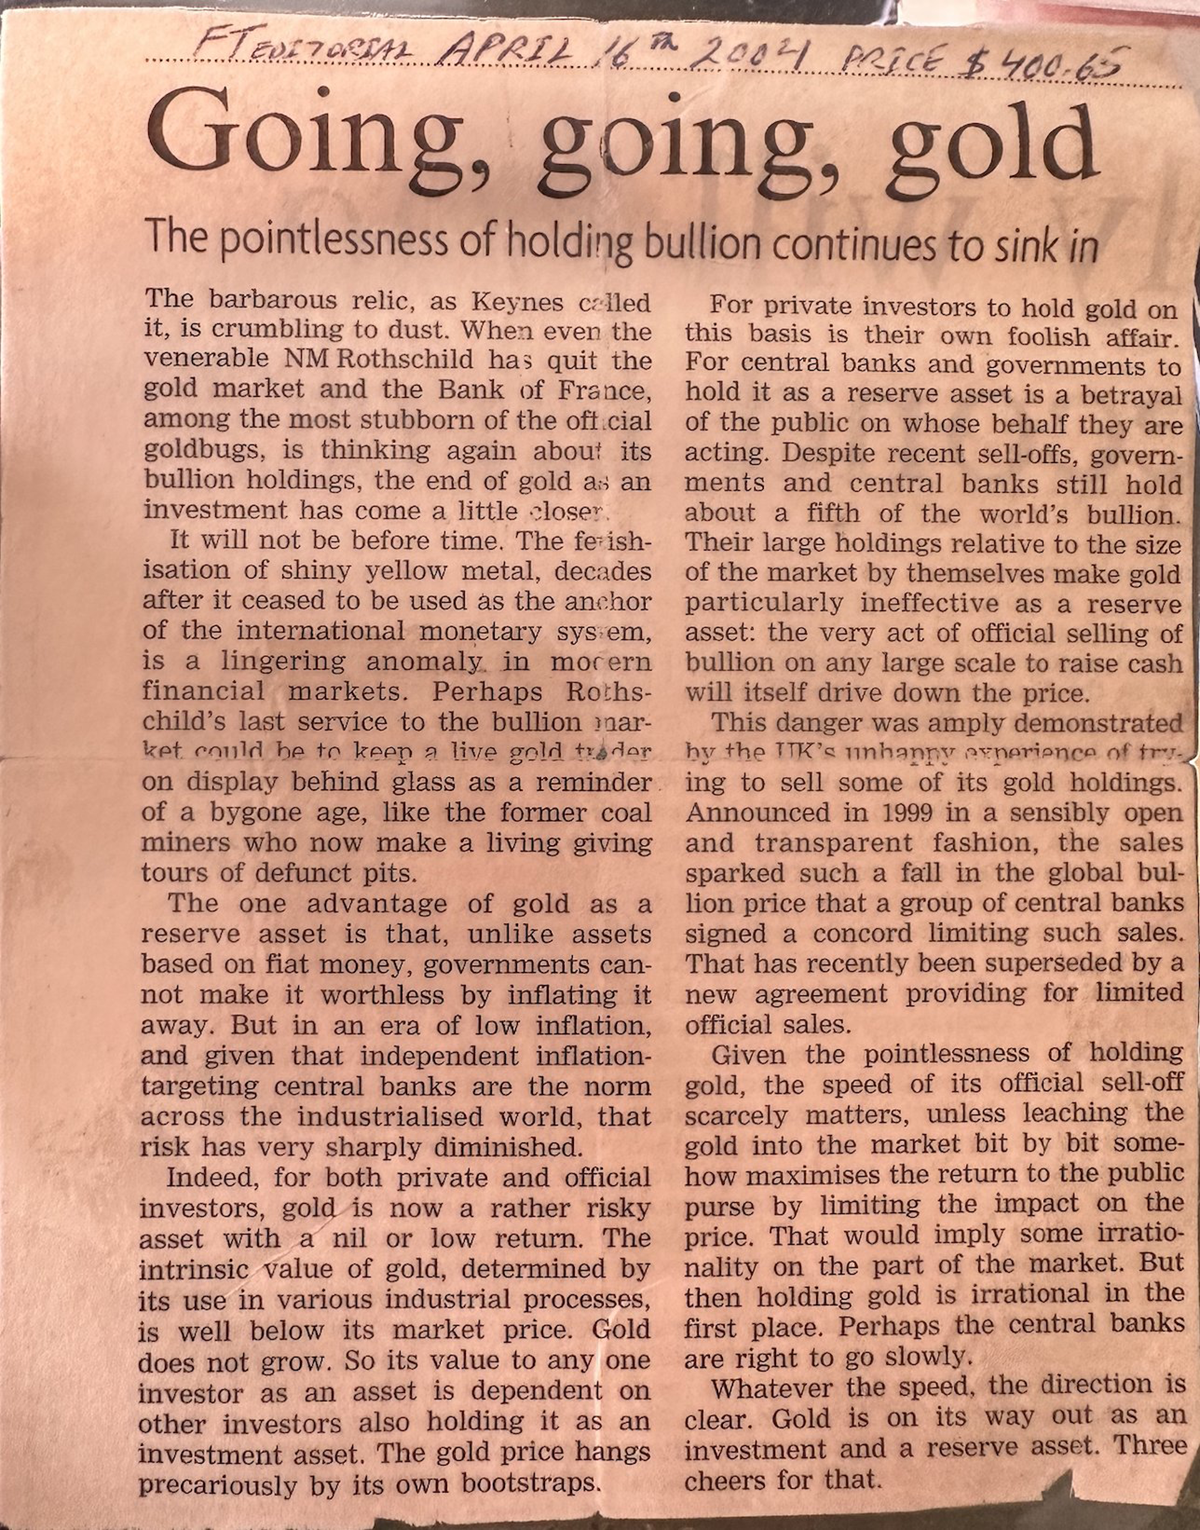 FT EDITORIAL APRIL 16TH 2004 PRICE $400.65
Going, going, gold
The pointlessness of holding bullion continues to sink in
The barbarous relic, as Keynes called
it, is crumbling to dust. When even the
venerable NM Rothschild has quit the
gold market and the Bank of France,
among the most stubborn of the official
goldbugs, is thinking again about its
bullion holdings, the end of gold as an
investment has come a little closer.
It will not be before time. The fetish-
isation of shiny yellow metal, decades
after it ceased to be used as the anchor
of the international monetary system,
is a lingering anomaly in modern
financial markets. Perhaps Roths-
child's last service to the bullion mar-
ket could be to keep a live gold trader
on display behind glass as a reminder
of a bygone age, like the former coal
miners who now make a living giving
tours of defunct pits.
The one advantage of gold as a
reserve asset is that, unlike assets
based on fiat money, governments can-
not make it worthless by inflating it
away. But in an era of low inflation,
and given that independent inflation-
targeting central banks are the norm
across the industrialised world, that
risk has very sharply diminished.
Indeed, for both private and official
investors, gold is now a rather risky
asset with a nil or low return. The
intrinsic value of gold, determined by
its use in various industrial processes,
is well below its market price. Gold
does not grow. So its value to any one
investor as an asset is dependent on
other investors also holding it as an
investment asset. The gold price hangs
precariously by its own bootstraps.
For private investors to hold gold on
this basis is their own foolish affair.
For central banks and governments to
hold it as a reserve asset is a betrayal
of the public on whose behalf they are
acting. Despite recent sell-offs, govern-
ments and central banks still hold
about a fifth of the world's bullion.
Their large holdings relative to the size
of the market by themselves make gold
particularly ineffective as a reserve
asset: the very act of official selling of
bullion on any large scale to raise cash
will itself drive down the price.
This danger was amply demonstrated
by the UK's unhappy experience of try-
ing to sell some of its gold holdings.
Announced in 1999 in a sensibly open
and transparent fashion, the sales
sparked such a fall in the global bul-
lion price that a group of central banks
signed a concord limiting such sales.
That has recently been superseded by a
new agreement providing for limited
official sales.
Given the pointlessness of holding
gold, the speed of its official sell-off
scarcely matters, unless leaching the
gold into the market bit by bit some-
how maximises the return to the public
purse by limiting the impact on the
price. That would imply some irratio-
nality on the part of the market. But
then holding gold is irrational in the
first place. Perhaps the central banks
are right to go slowly.
Whatever the speed, the direction is
clear. Gold is on its way out as an
investment and a reserve asset. Three
cheers for that.